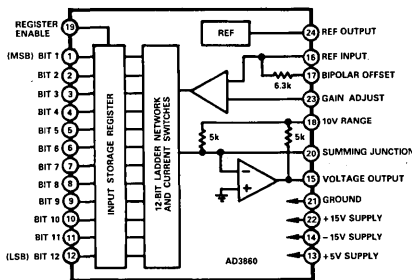 REGISTER
ENABLE
19
REF
24 REF OUTPUT
(MSB) BIT 1 1
16 REF INPUT
BIT 2 2
6.3k
17 BIPOLAR OFFSET
BIT 3 3
23 GAIN ADJUST
BIT 4 4
18 10V RANGE
BIT 5 5
5k
5k
BIT 6 6
20 SUMMING JUNCTION
BIT 7 7
15 VOLTAGE OUTPUT
BIT 8 8
21 GROUND
BIT 9 9
22 +15V SUPPLY
BIT 10 10
14 -15V SUPPLY
BIT 11 11
13 +5V SUPPLY
(LSB) BIT 12 12
INPUT STORAGE REGISTER
12-BIT LADDER NETWORK
AND CURRENT SWITCHES
-
+
AD3860